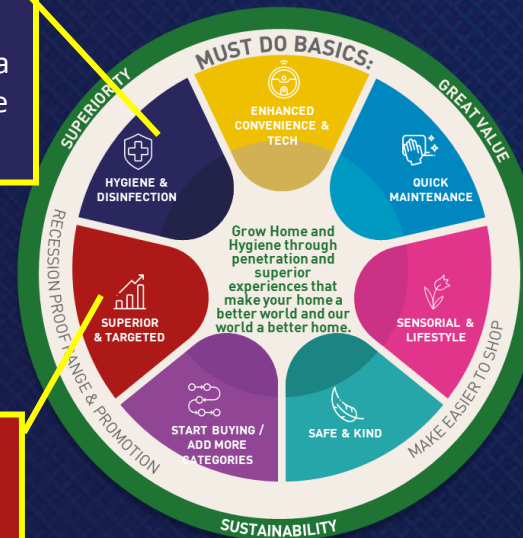 a
e
MUST DO BASICS:
SUPERIORITY
GREAT VALUE
ENHANCED
CONVENIENCE &
TECH
HYGIENE &
DISINFECTION
QUICK
MAINTENANCE
Grow Home and
Hygiene through
penetration and
superior
experiences that
make your home a
better world and our
world a better home.
SUPERIOR
& TARGETED
SENSORIAL &
LIFESTYLE
START BUYING /
ADD MORE
CATEGORIES
SAFE & KIND
RECESSION PROOF RANGE & PROMOTION
MAKE EASIER TO SHOP
SUSTAINABILITY